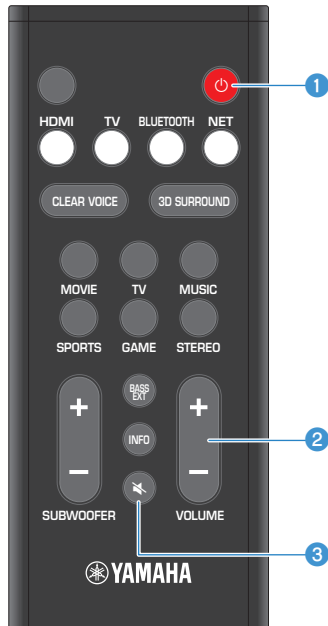 1
HDMI TV BLUETOOTH NET
CLEAR VOICE 3D SURROUND
MOVIE TV MUSIC
SPORTS GAME STEREO
BASS
EXT
+ +
INFO
2
- -
SUBWOOFER VOLUME
3
YAMAHA